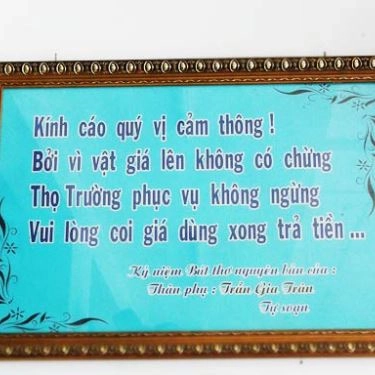 Kính cáo quý vị cảm thông !
Bởi vì vật giá lên không có chừng
Thọ Trường phục vụ không ngừng
Vui lòng coi giá dùng xong trả tiền ...
Kỷ niệm Bút thơ nguyên bản của :
Thân phụ : Trần Gia Trân
Tự soạn